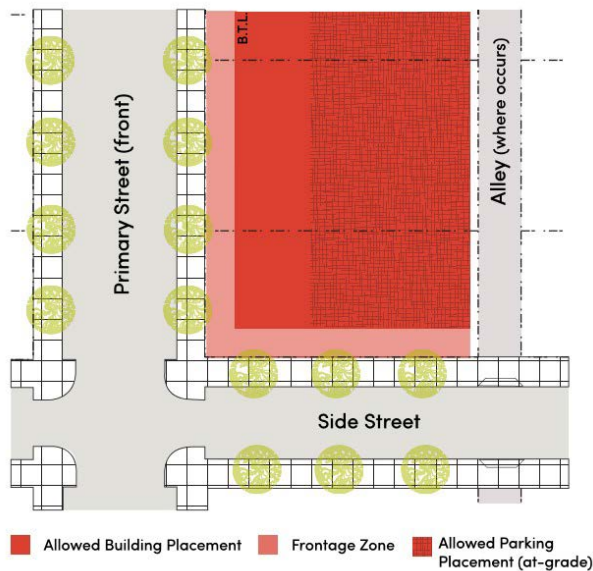 B.T.L.
Primary Street (front)
Alley (where occurs)
Side Street
Allowed Building Placement
Frontage Zone
Allowed Parking
Placement (at-grade)